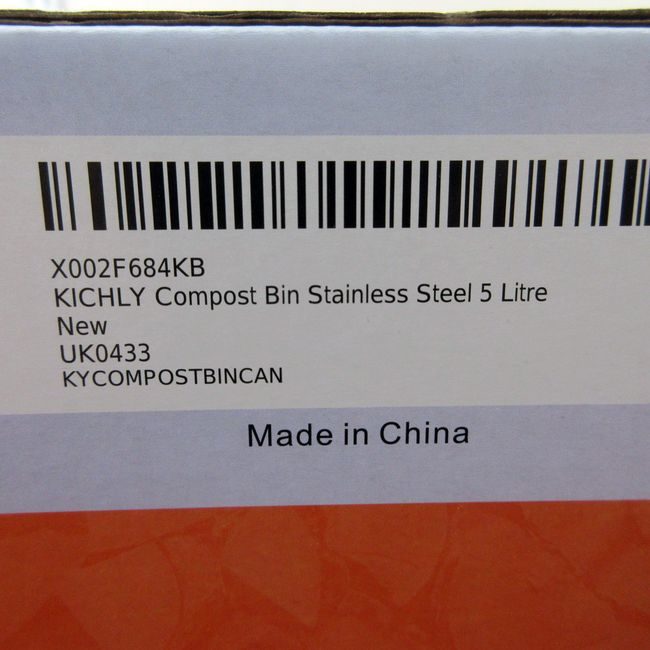 X002F684KB
KICHLY Compost Bin Stainless Steel 5 Litre
New
UK0433
KYCOMPOSTBINCAN
Made in China